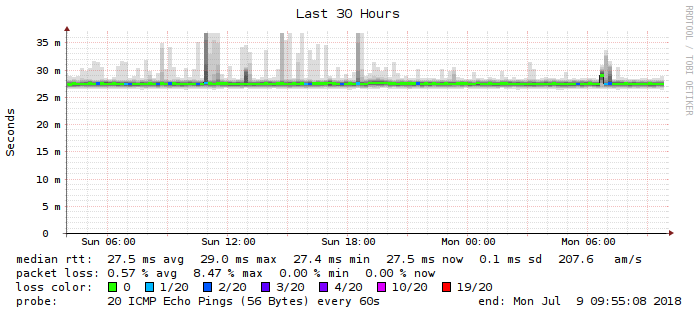 Last 30 Hours
RRDTOOL / TOBI OETIKER
Seconds
35 m
30 m
25 m
20 m
15 m
10 m
5 m
0
Sun 06:00 Sun 12:00 Sun 18:00 Mon 00:00 Mon 06:00
median rtt: 27.5 ms avg 29.0 ms max 27.4 ms min 27.5 ms now 0.1 ms sd 207.6 am/s
packet loss: 0.57 % avg 8.47 % max 0.00 % min 0.00 % now
loss color: 0 1/20 2/20 3/20 4/20 10/20 19/20
probe: 20 ICMP Echo Pings (56 Bytes) every 60s end: Mon Jul 9 09:55:08 2018